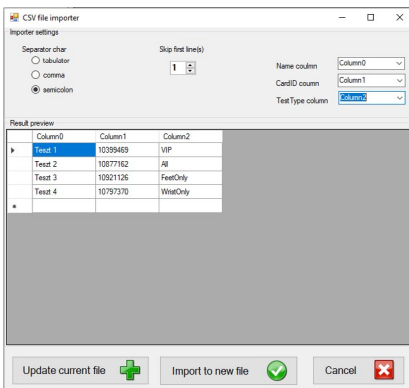 CSV file importer
Importer settings
Separator char
tabulator
comma
semicolon
Skip first line(s)
1
Name coulmn
Column0
CardID coumn
Column1
TestType column
Column2
Result preview
Column0 Column1 Column2
Teszt 1 10399469 VIP
Teszt 2 10877162 All
Teszt 3 10921126 FeetOnly
Teszt 4 10797370 WristOnly
Update current file
Import to new file
Cancel